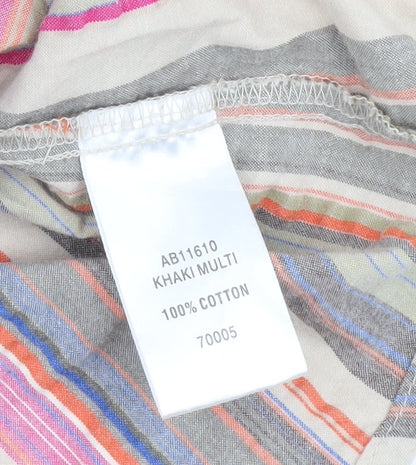 AB11610
KHAKI MULTI
100% COTTON
70005